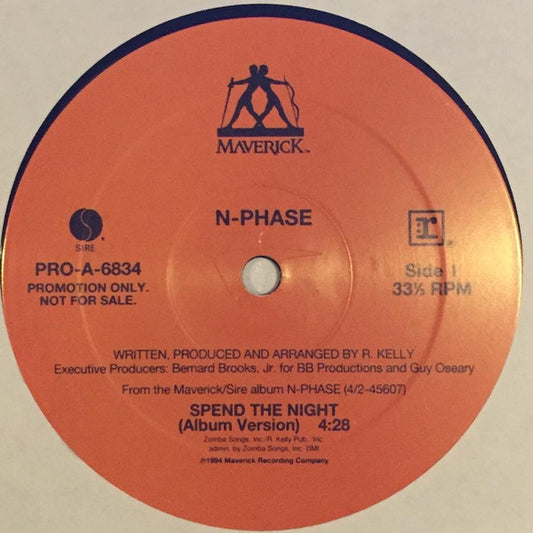 MAVERICK™
N-PHASE
SIRE
®
PRO-A-6834
PROMOTION ONLY.
NOT FOR SALE.
r®
Side 1
33⅓ RPM
WRITTEN, PRODUCED AND ARRANGED BY R. KELLY
Executive Producers: Bernard Brooks, Jr. for BB Productions and Guy Oseary
From the Maverick/Sire album N-PHASE (4/2-45607)
SPEND THE NIGHT
(Album Version) 4:28
Zomba Songs, Inc./R. Kelly Pub., Inc.
admin. by Zomba Songs, Inc. BMI
℗1994 Maverick Recording Company